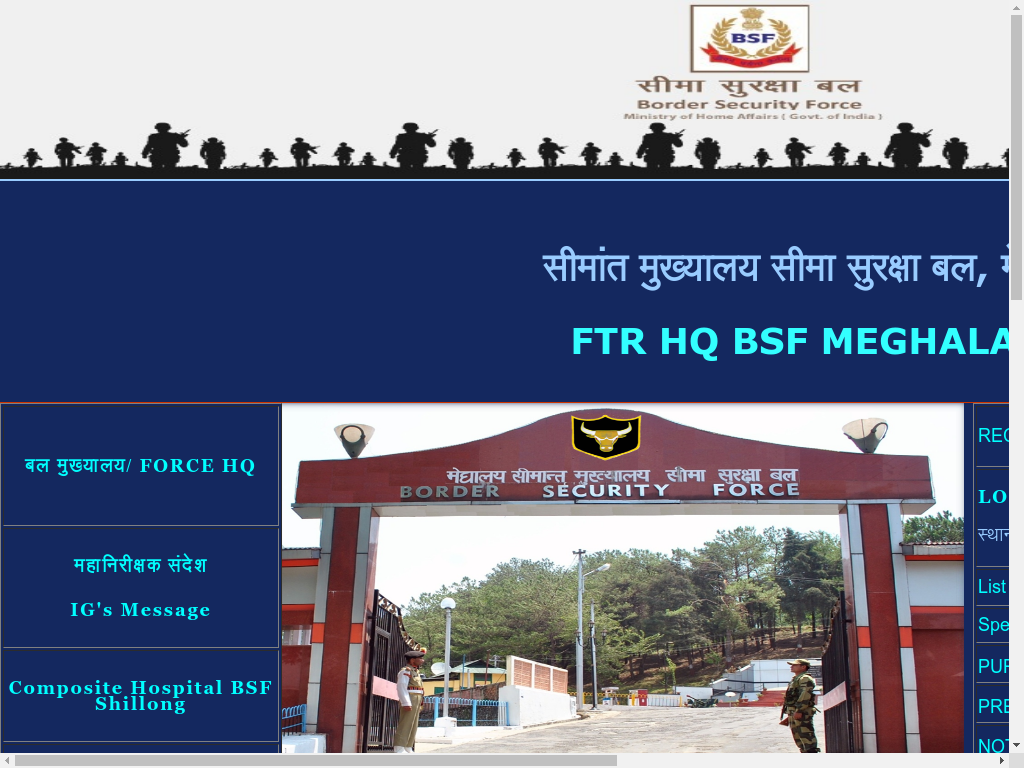 BSF
सीमा सुरक्षा बल
Border Security Force
Ministry of Home Affairs ( Govt. of India )
सीमांत मुख्यालय सीमा सुरक्षा बल,
FTR HQ BSF MEGHALA
बल मुख्यालय/ FORCE HQ
महानिरीक्षक संदेश
IG's Message
Composite Hospital BSF
Shillong
मेघालय सीमान्त मुख्यालय सीमा सुरक्षा बल
BORDER SECURITY FORCE
REC
LO
स्थान
List
Spe
PUR
PRE
NOT